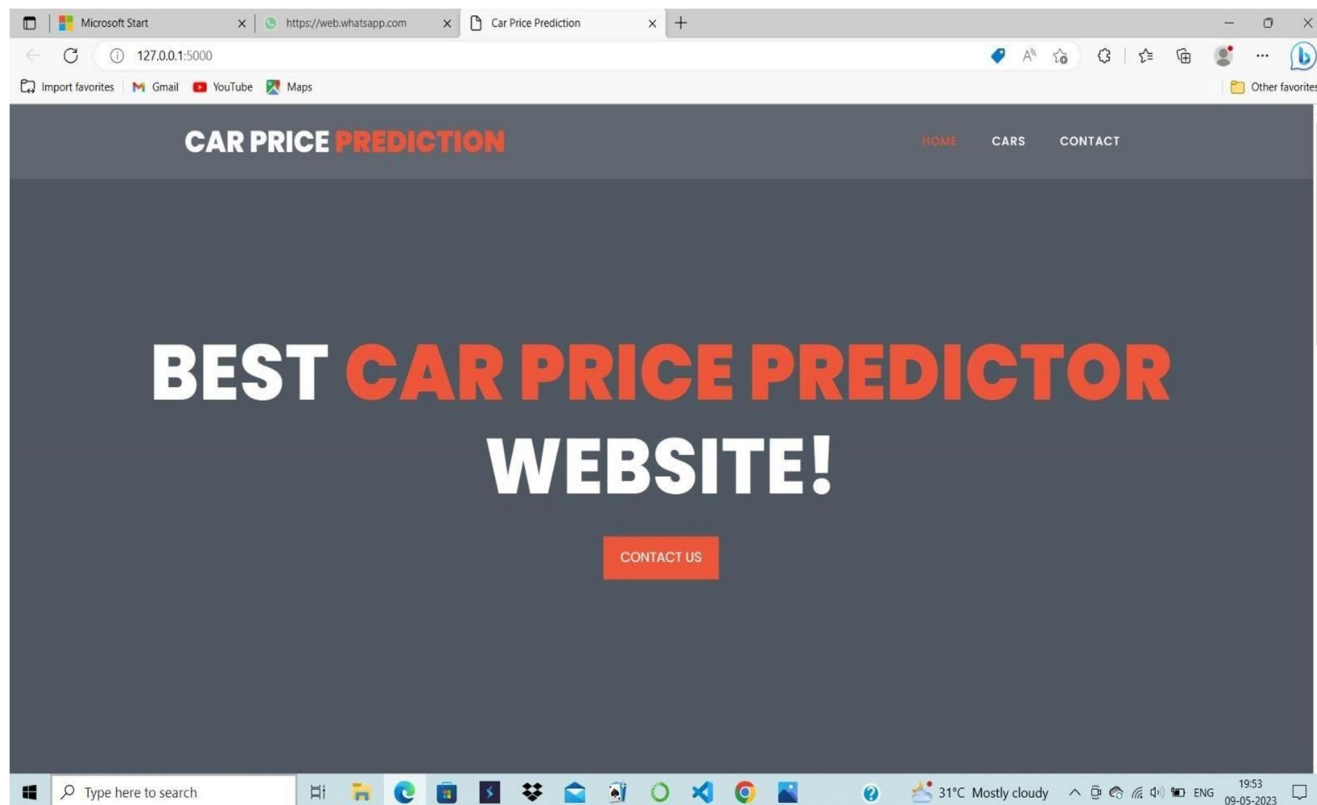 Microsoft Start https://web.whatsapp.com Car Price Prediction
127.0.0.1:5000
Import favorites Gmail YouTube Maps Other favorites
CAR PRICE PREDICTION HOME CARS CONTACT
BEST CAR PRICE PREDICTOR
WEBSITE!
CONTACT US
Type here to search 31°C Mostly cloudy ENG 19:53
09-05-2023